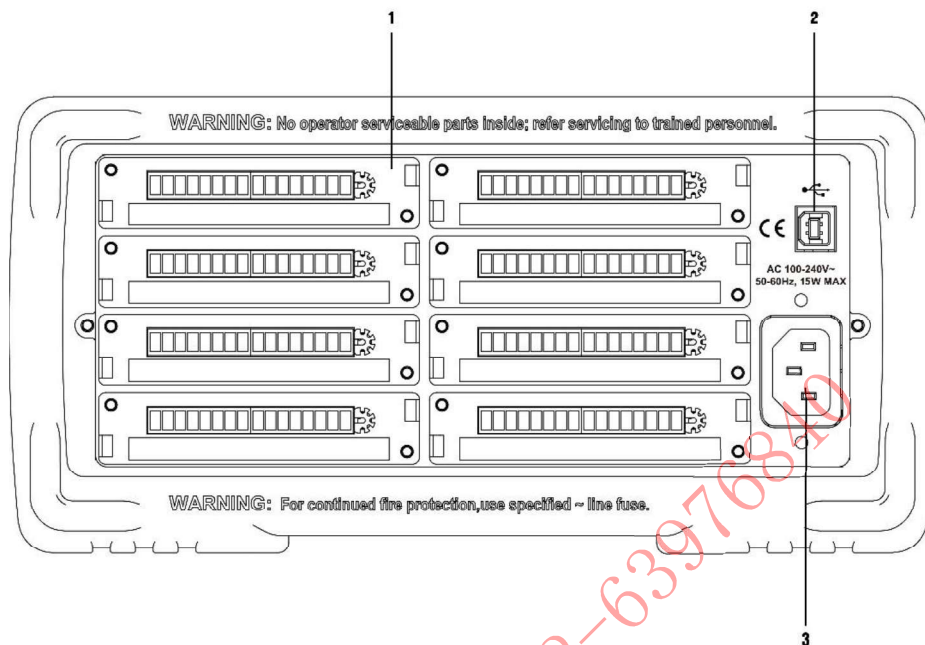 1
2
WARNING: No operator serviceable parts inside; refer servicing to trained personnel.
CE
AC 100-240V~
50-60Hz, 15W MAX
WARNING: For continued fire protection,use specified ~ line fuse.
3
-63976840